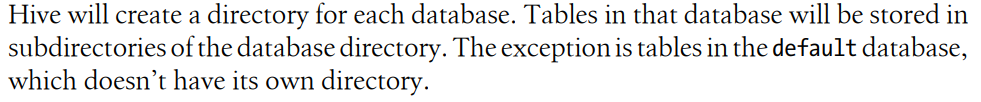 Hive will create a directory for each database. Tables in that database will be stored in
subdirectories of the database directory. The exception is tables in the default database,
which doesn’t have its own directory.